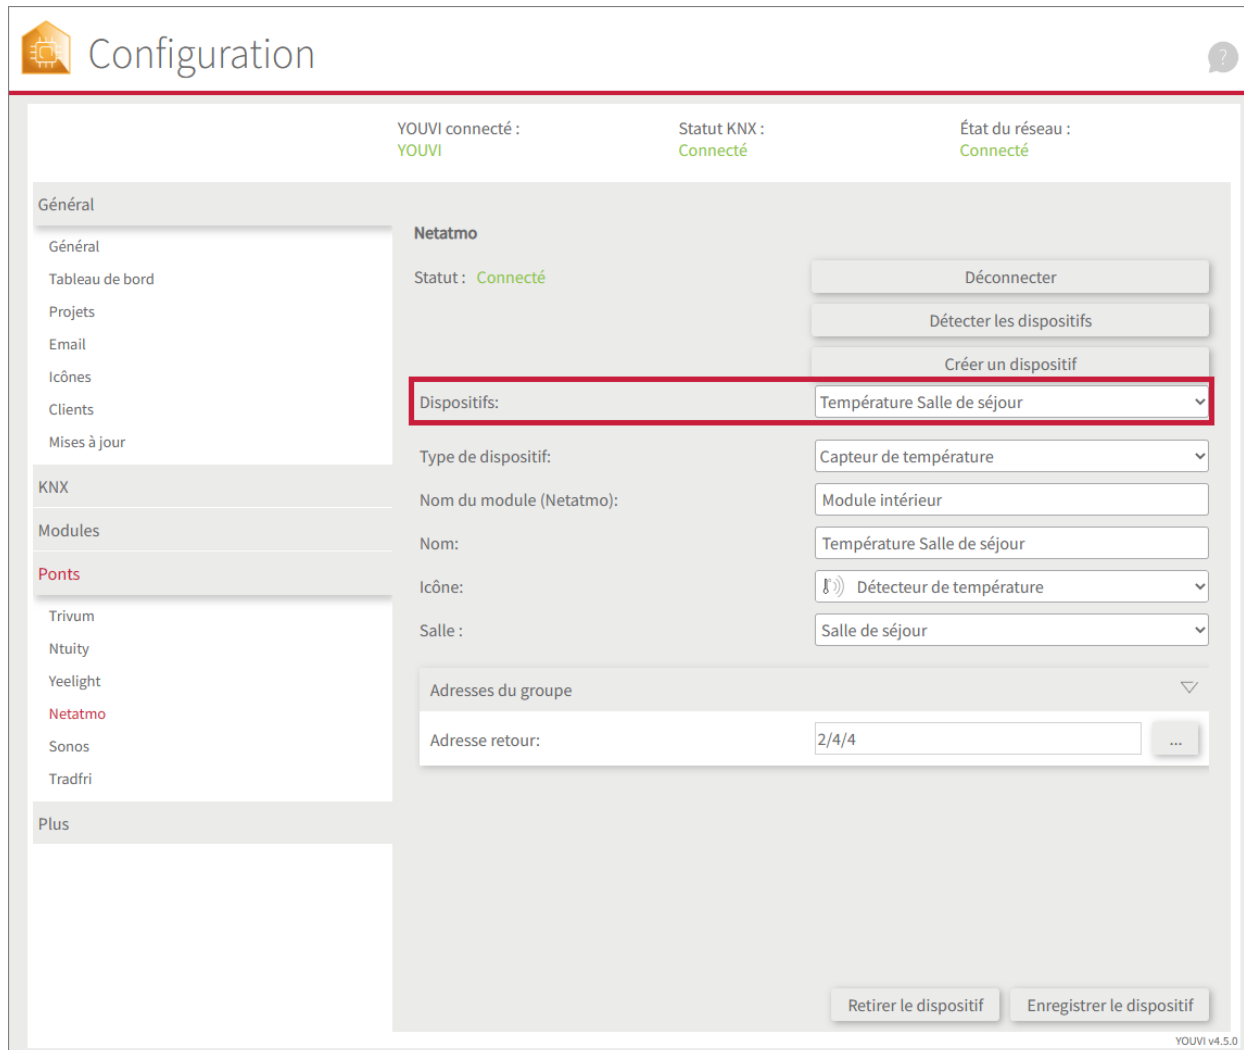 Configuration
?
YOUVI connecté :
YOUVI
Statut KNX :
Connecté
État du réseau :
Connecté
Général
Général
Tableau de bord
Projets
Email
Icônes
Clients
Mises à jour
KNX
Modules
Ponts
Trivum
Ntuity
Yeelight
Netatmo
Sonos
Tradfri
Plus
Netatmo
Statut : Connecté
Déconnecter
Détecter les dispositifs
Créer un dispositif
Dispositifs: Température Salle de séjour
Type de dispositif: Capteur de température
Nom du module (Netatmo): Module intérieur
Nom: Température Salle de séjour
Icône: Détecteur de température
Salle : Salle de séjour
Adresses du groupe
Adresse retour: 2/4/4 ...
Retirer le dispositif Enregistrer le dispositif
YOUVI v4.5.0